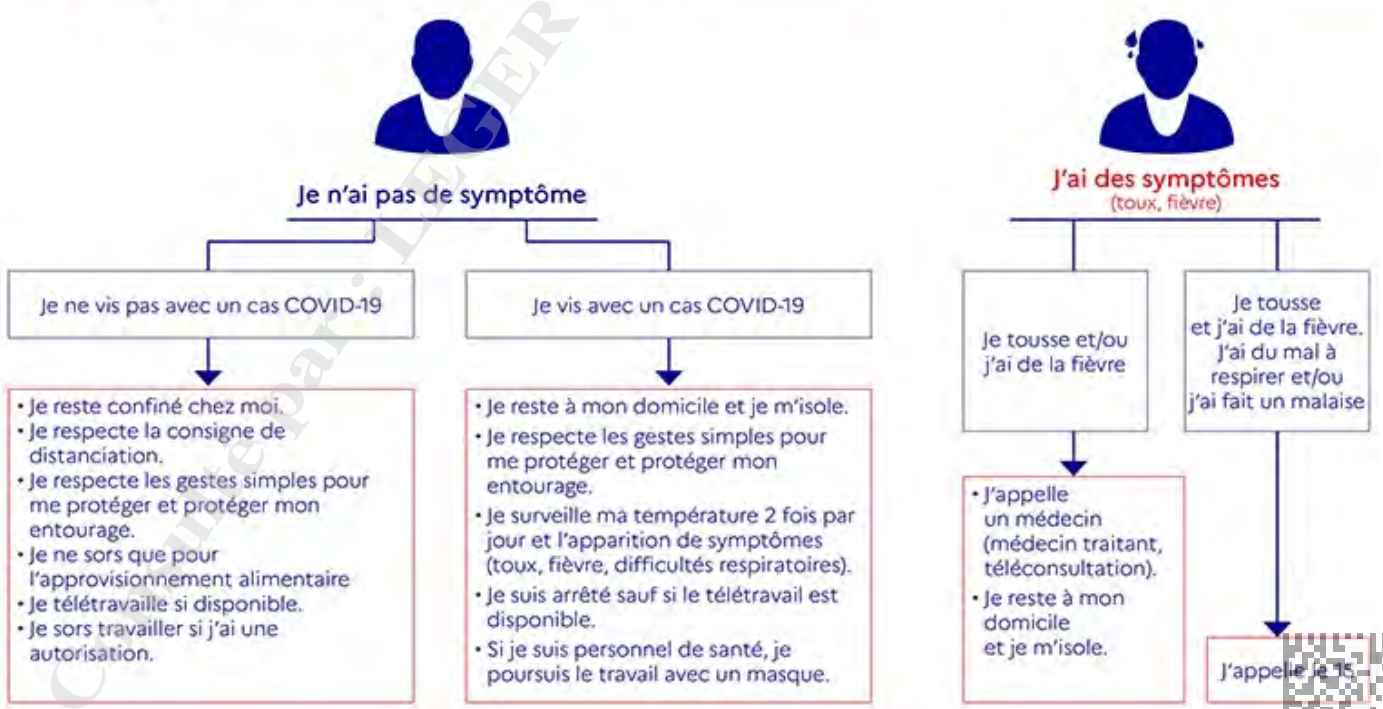 Je n'ai pas de symptôme
Je ne vis pas avec un cas COVID-19
• Je reste confiné chez moi.
• Je respecte la consigne de
distanciation.
• Je respecte les gestes simples pour
me protéger et protéger mon
entourage.
• Je ne sors que pour
l'approvisionnement alimentaire
• Je télétravaille si disponible.
• Je sors travailler si j'ai une
autorisation.
Je vis avec un cas COVID-19
• Je reste à mon domicile et je m'isole.
• Je respecte les gestes simples pour
me protéger et protéger mon
entourage.
• Je surveille ma température 2 fois par
jour et l'apparition de symptômes
(toux, fièvre, difficultés respiratoires).
• Je suis arrêté sauf si le télétravail est
disponible.
• Si je suis personnel de santé, je
poursuis le travail avec un masque.
J'ai des symptômes
(toux, fièvre)
Je tousse et/ou
j'ai de la fièvre
• J'appelle
un médecin
(médecin traitant,
téléconsultation).
• Je reste à mon
domicile
et je m'isole.
Je tousse
et j'ai de la fièvre.
J'ai du mal à
respirer et/ou
j'ai fait un malaise
J'appelle le 15
Consulté par : LEGER